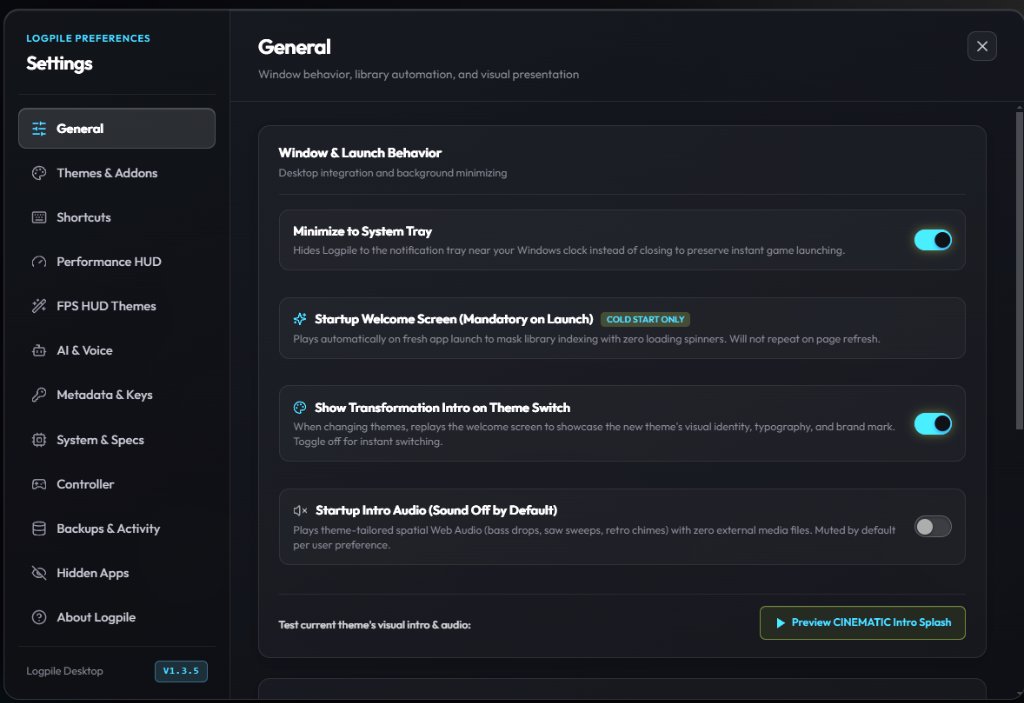 LOGPILE PREFERENCES
Settings
General
Themes & Addons
Shortcuts
Performance HUD
FPS HUD Themes
AI & Voice
Metadata & Keys
System & Specs
Controller
Backups & Activity
Hidden Apps
About Logpile
Logpile Desktop
V1.3.5
General
Window behavior, library automation, and visual presentation
Window & Launch Behavior
Desktop integration and background minimizing
Minimize to System Tray
Hides Logpile to the notification tray near your Windows clock instead of closing to preserve instant game launching.
Startup Welcome Screen (Mandatory on Launch) COLD START ONLY
Plays automatically on fresh app launch to mask library indexing with zero loading spinners. Will not repeat on page refresh.
Show Transformation Intro on Theme Switch
When changing themes, replays the welcome screen to showcase the new theme's visual identity, typography, and brand mark.
Toggle off for instant switching.
Startup Intro Audio (Sound Off by Default)
Plays theme-tailored spatial Web Audio (bass drops, saw sweeps, retro chimes) with zero external media files. Muted by default
per user preference.
Test current theme's visual intro & audio:
Preview CINEMATIC Intro Splash